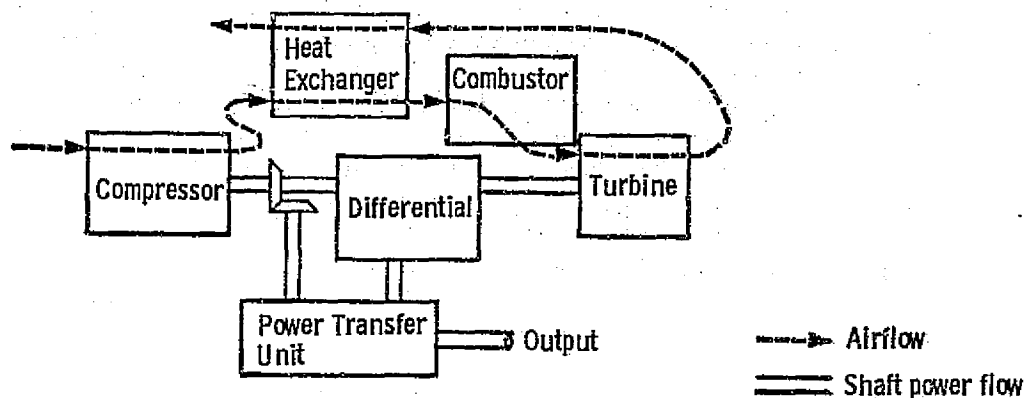 Heat
Exchanger
Combustor
Compressor
Differential
Turbine
Power Transfer
Unit
Output
Airflow
Shaft power flow